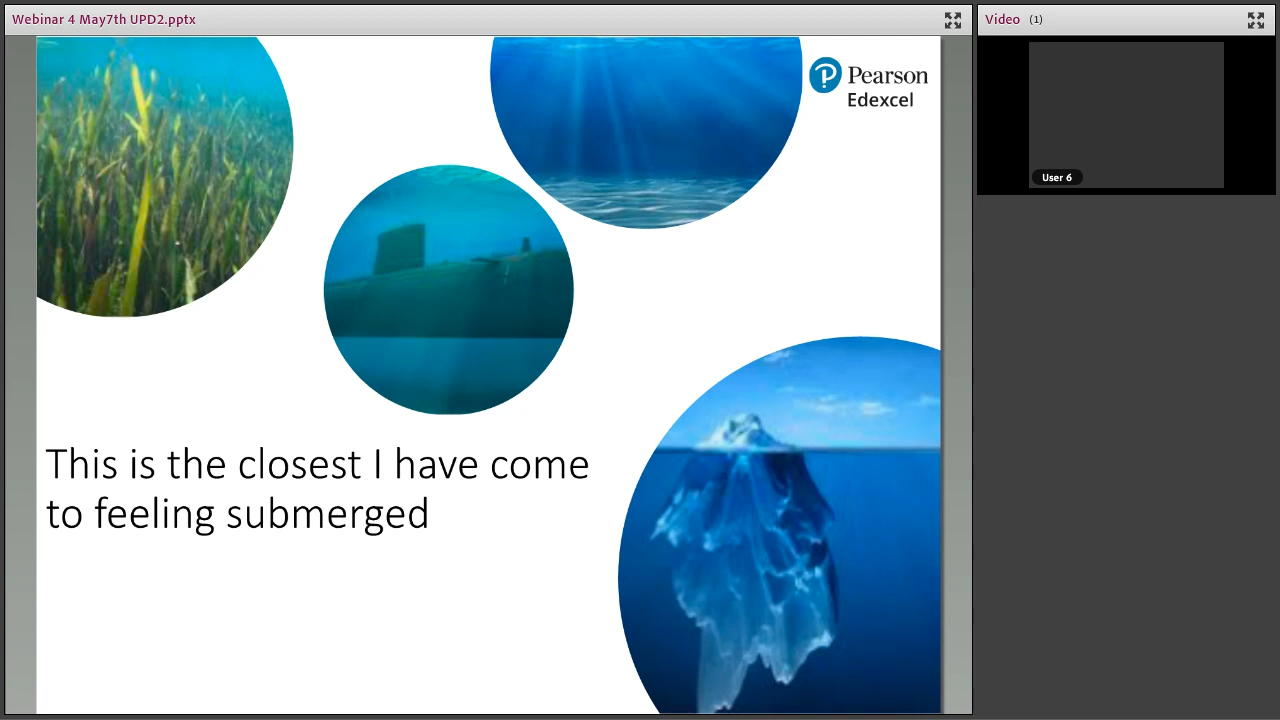 Webinar 4 May7th UPD2.pptx
Video (1)
Pearson
Edexcel
User 6
This is the closest I have come
to feeling submerged